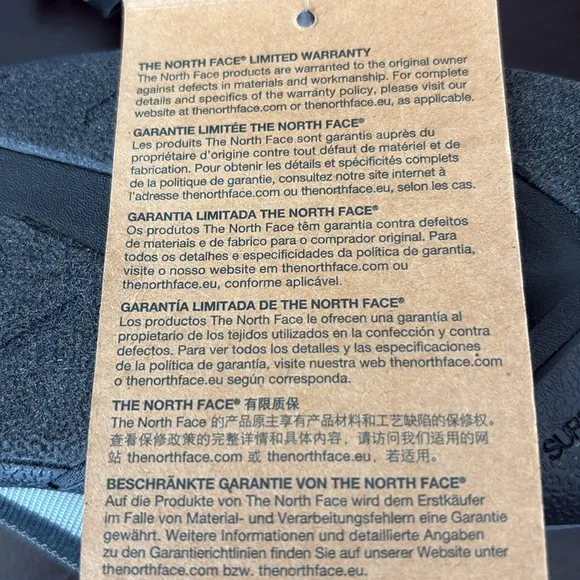 THE NORTH FACE® LIMITED WARRANTY
The North Face products are warranted to the original owner
against defects in materials and workmanship. For complete
details and specifics of the warranty policy, please visit our
website at thenorthface.com or thenorthface.eu, as applicable.
GARANTIE LIMITÉE THE NORTH FACE®
Les produits The North Face sont garantis auprès du
propriétaire d'origine contre tout défaut de matériel et de
fabrication. Pour obtenir les détails et spécificités complets
de la politique de garantie, consultez notre site internet à
l'adresse thenorthface.com ou thenorthface.eu, selon les cas.
GARANTIA LIMITADA THE NORTH FACE®
Os produtos The North Face têm garantia contra defeitos
de materiais e de fabrico para o comprador original. Para
todos os detalhes e especificidades da política de garantia,
visite o nosso website em thenorthface.com ou
thenorthface.eu, conforme aplicável.
GARANTÍA LIMITADA DE THE NORTH FACE®
Los productos The North Face le ofrecen una garantía al
propietario de los tejidos utilizados en la confección y contra
defectos. Para ver todos los detalles y las especificaciones
de la política de garantía, visite nuestra web thenorthface.com
o thenorthface.eu según corresponda.
THE NORTH FACE® 有限质保
The North Face 的产品原主享有产品材料和工艺缺陷的保修权。
查看保修政策的完整详情和具体内容，请访问我们适用的网
站 thenorthface.com 或 thenorthface.eu，若适用。
BESCHRÄNKTE GARANTIE VON THE NORTH FACE®
Auf die Produkte von The North Face wird dem Erstkäufer
im Falle von Material- und Verarbeitungsfehlern eine Garantie
gewährt. Weitere Informationen und detaillierte Angaben
zu den Garantierichtlinien finden Sie auf unserer Website unter
thenorthface.com bzw. thenorthface.eu.